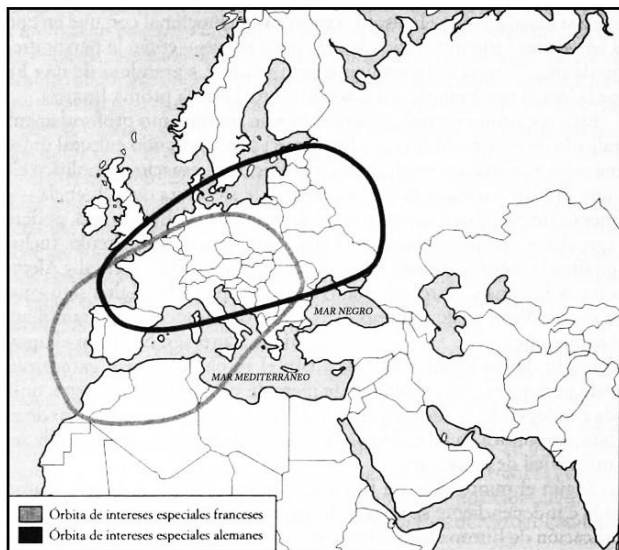 MAR NEGRO
MAR MEDITERRÁNEO
Órbita de intereses especiales franceses
Órbita de intereses especiales alemanes